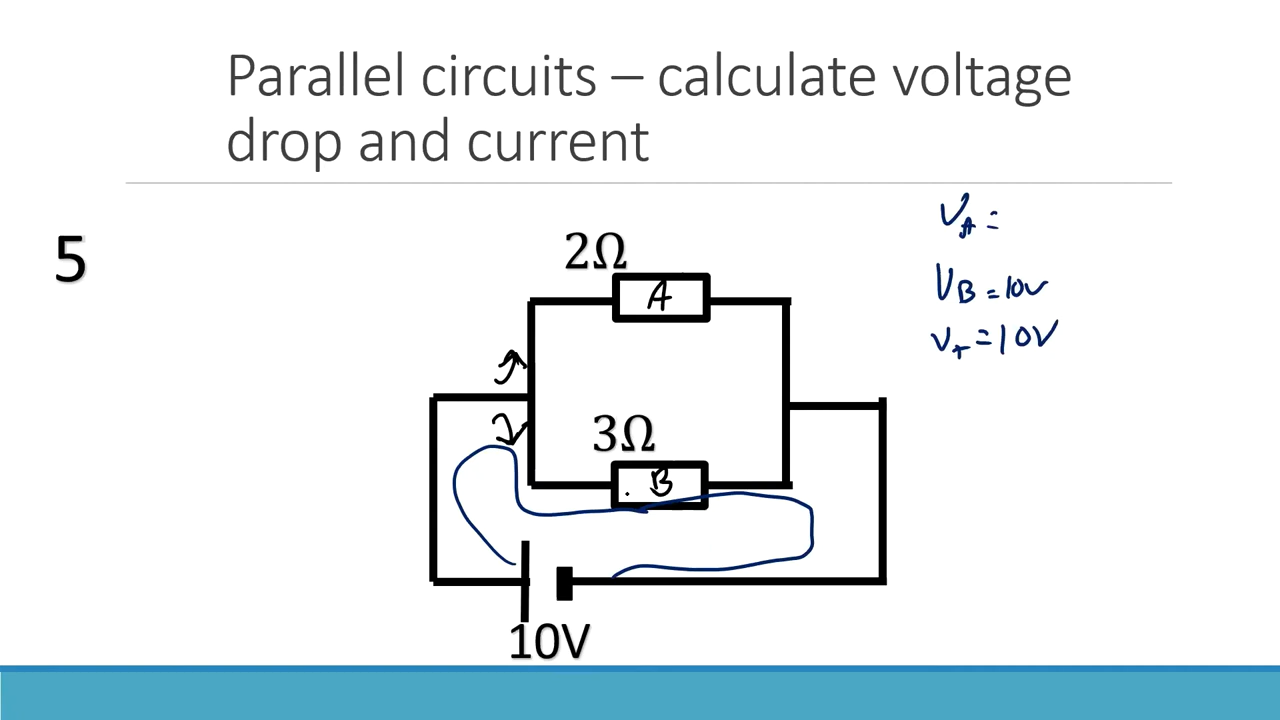 Parallel circuits – calculate voltage
drop and current
5
V_A =
V_B = 10V
V_T = 10V
2Ω
A
3Ω
B
10V